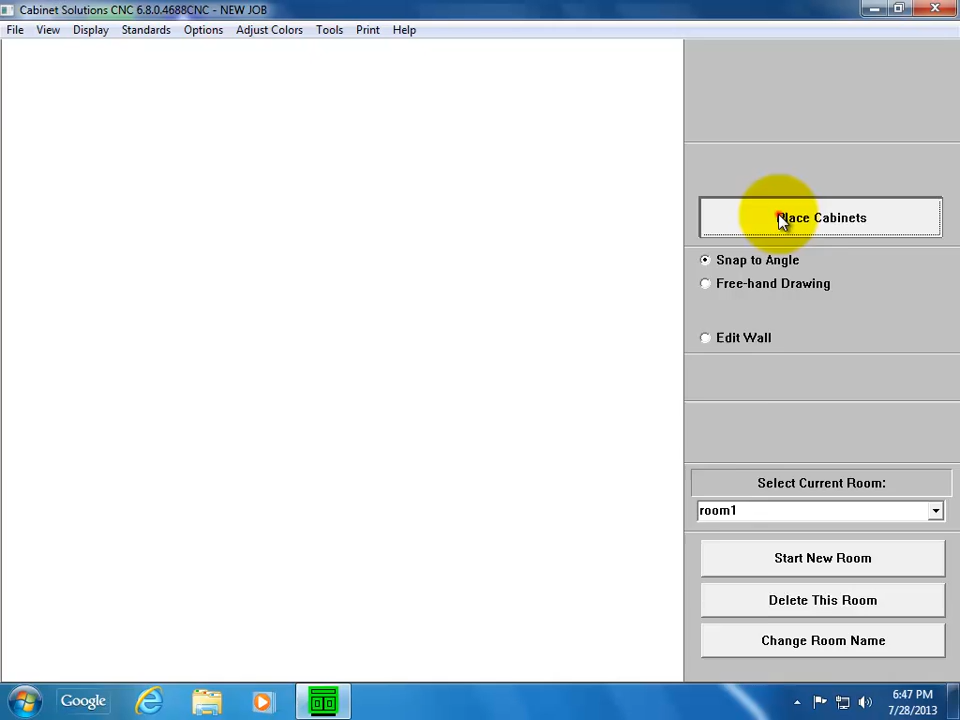 Cabinet Solutions CNC 6.8.0.4688CNC - NEW JOB
File View Display Standards Options Adjust Colors Tools Print Help
Place Cabinets
Snap to Angle
Free-hand Drawing
Edit Wall
Select Current Room:
room1
Start New Room
Delete This Room
Change Room Name
Google
6:47 PM
7/28/2013